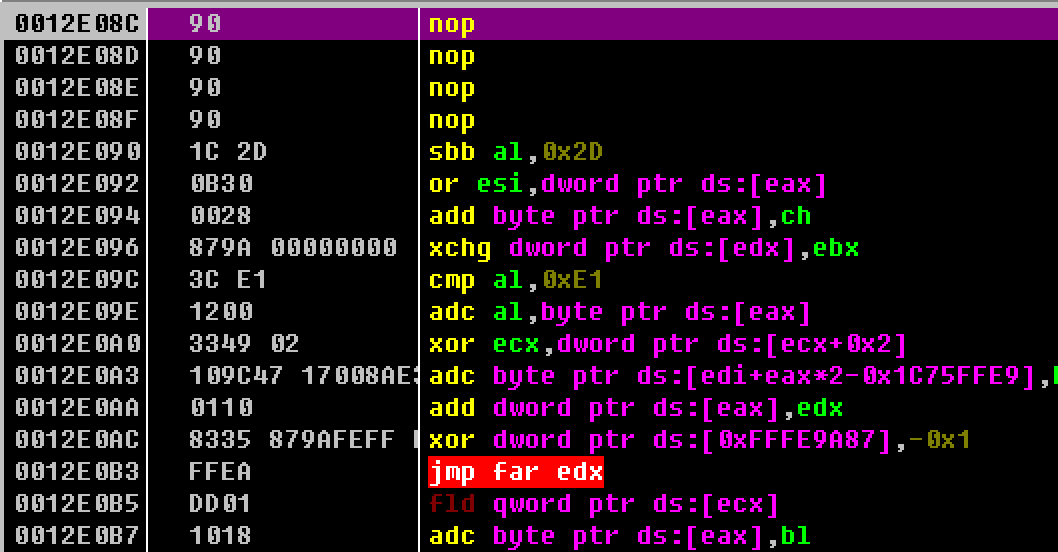 0012E08C 90 nop
0012E08D 90 nop
0012E08E 90 nop
0012E08F 90 nop
0012E090 1C 2D sbb al,0x2D
0012E092 0B30 or esi,dword ptr ds:[eax]
0012E094 0028 add byte ptr ds:[eax],ch
0012E096 879A 00000000 xchg dword ptr ds:[edx],ebx
0012E09C 3C E1 cmp al,0xE1
0012E09E 1200 adc al,byte ptr ds:[eax]
0012E0A0 3349 02 xor ecx,dword ptr ds:[ecx+0x2]
0012E0A3 109C47 17008AE3 adc byte ptr ds:[edi+eax*2-0x1C75FFE9],
0012E0AA 0110 add dword ptr ds:[eax],edx
0012E0AC 8335 879AFEFF xor dword ptr ds:[0xFFFE9A87],-0x1
0012E0B3 FFEA jmp far edx
0012E0B5 DD01 fld qword ptr ds:[ecx]
0012E0B7 1018 adc byte ptr ds:[eax],bl